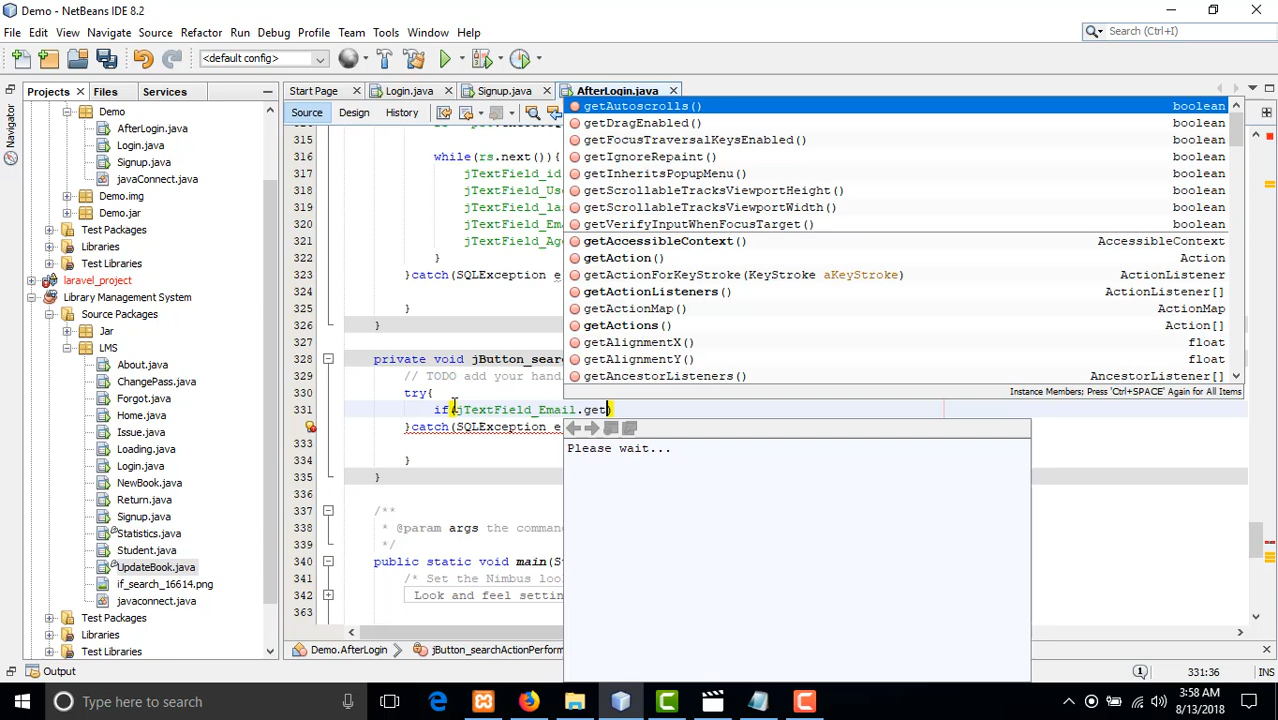 Demo - NetBeans IDE 8.2
File Edit View Navigate Source Refactor Run Debug Profile Team Tools Window Help
Search (Ctrl+I)
<default config>
Projects Files Services
Start Page Login.java Signup.java AfterLogin.java
Source Design History
Navigator
Demo
AfterLogin.java
Login.java
Signup.java
javaConnect.java
Demo.img
Demo.jar
Test Packages
Libraries
Test Libraries
laravel_project
Library Management System
Source Packages
Jar
LMS
About.java
ChangePass.java
Forgot.java
Home.java
Issue.java
Loading.java
Login.java
NewBook.java
Return.java
Signup.java
Statistics.java
Student.java
UpdateBook.java
if_search_16614.png
javaconnect.java
Test Packages
Libraries
Test Libraries
315
316 while(rs.next()){
317 jTextField_id
318 jTextField_Use
319 jTextField_la
320 jTextField_Em
321 jTextField_Age
322 }
323 }catch(SQLException e
325 }
326 }
327
328 private void jButton_sear
329 // TODO add your hand
330 try{
331 if(jTextField_Email.get)
}catch(SQLException e
333
334 }
335 }
336
337 /**
338 * @param args the comman
339 */
340 public static void main(S
341 /* Set the Nimbus loo
342 Look and feel settin
363
getAutoscrolls() boolean
getDragEnabled() boolean
getFocusTraversalKeysEnabled() boolean
getIgnoreRepaint() boolean
getInheritsPopupMenu() boolean
getScrollableTracksViewportHeight() boolean
getScrollableTracksViewportWidth() boolean
getVerifyInputWhenFocusTarget() boolean
getAccessibleContext() AccessibleContext
getAction() Action
getActionForKeyStroke(KeyStroke aKeyStroke) ActionListener
getActionListeners() ActionListener[]
getActionMap() ActionMap
getActions() Action[]
getAlignmentX() float
getAlignmentY() float
getAncestorListeners() AncestorListener[]
Instance Members; Press 'Ctrl+SPACE' Again for All Items
Please wait...
Demo.AfterLogin jButton_searchActionPerform
Output
1
331:36
Type here to search
3:58 AM
8/13/2018